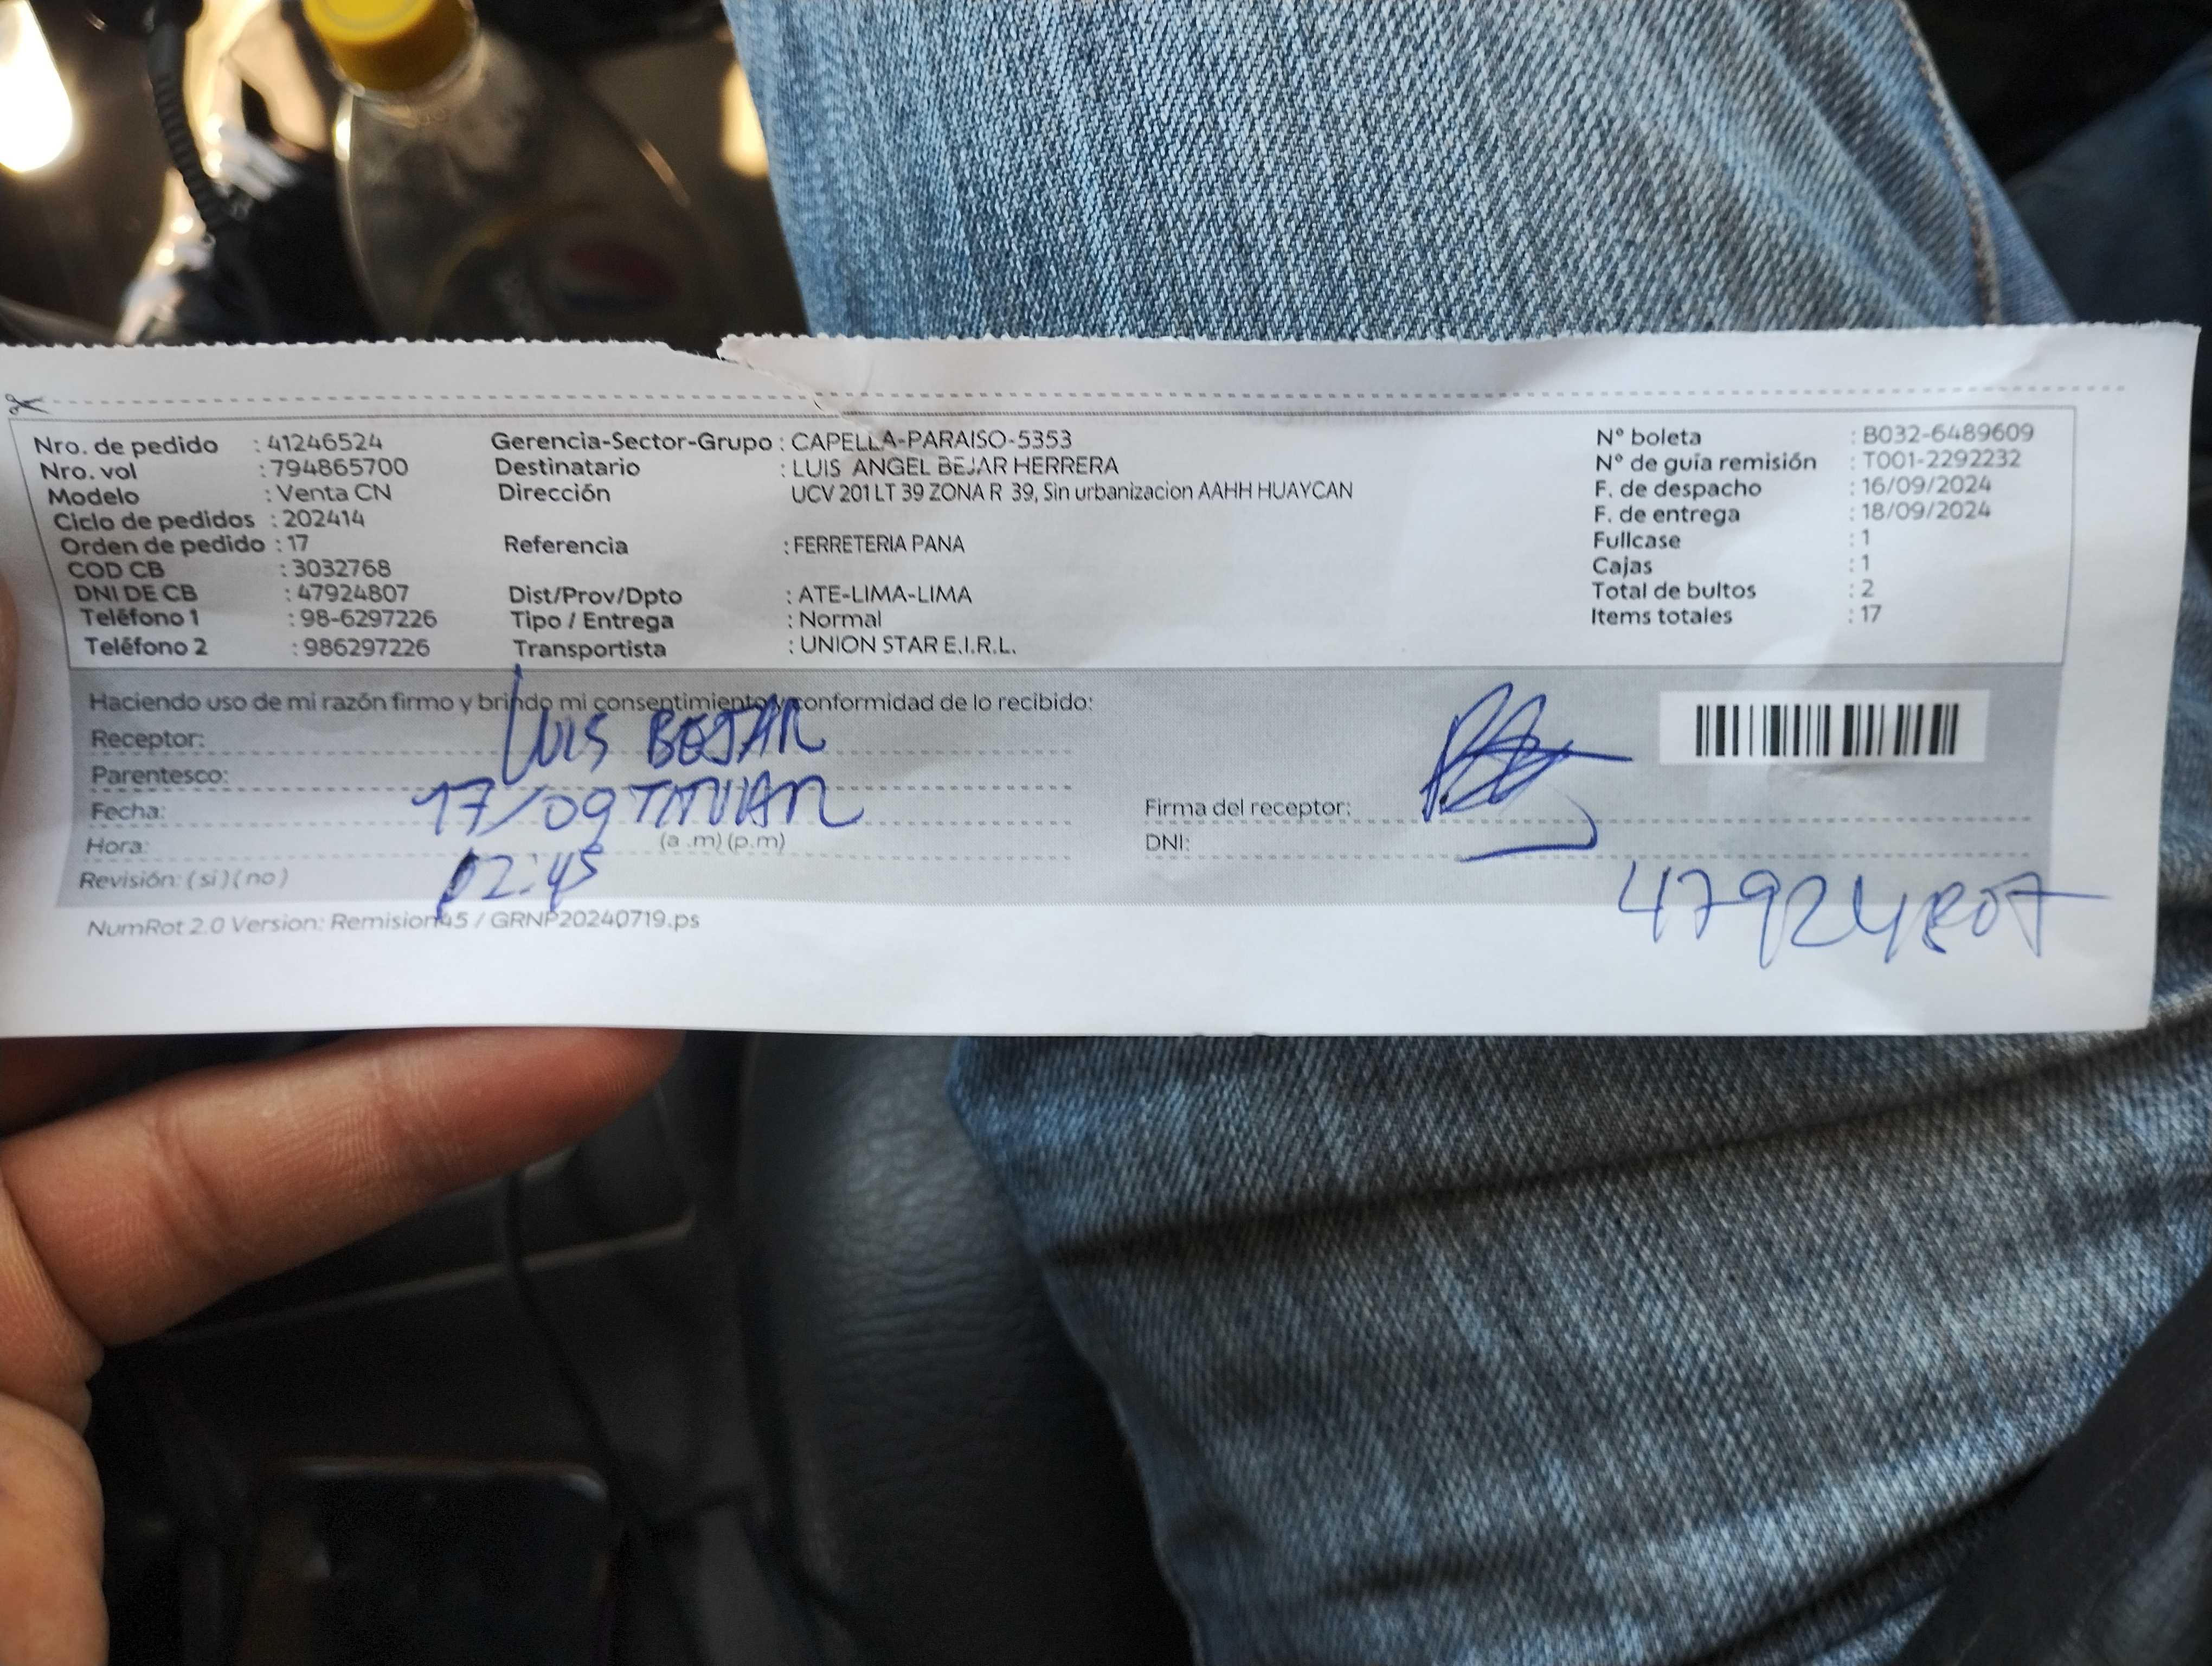 Nro. de pedido : 41246524
Nro. vol : 794865700
Modelo : Venta CN
Ciclo de pedidos : 202414
Orden de pedido : 17
COD CB : 3032768
DNI DE CB : 47924807
Teléfono 1 : 98-6297226
Teléfono 2 : 986297226
Gerencia-Sector-Grupo : CAPELLA-PARAISO-5353
Destinatario : LUIS ANGEL BEJAR HERRERA
Dirección UCV 201 LT 39 ZONA R 39, Sin urbanizacion AAHH HUAYCAN
Referencia : FERRETERIA PANA
Dist/Prov/Dpto : ATE-LIMA-LIMA
Tipo / Entrega : Normal
Transportista : UNION STAR E.I.R.L.
N° boleta : B032-6489609
N° de guía remisión : T001-2292232
F. de despacho : 16/09/2024
F. de entrega : 18/09/2024
Fullcase : 1
Cajas : 1
Total de bultos : 2
Items totales : 17
Haciendo uso de mi razón firmo y brindo mi consentimiento y conformidad de lo recibido:
Receptor: LUIS BEJAR
Parentesco: TITULAR
Fecha: 17/09
Hora: 02:45 (a .m) (p.m)
Revisión: ( si ) ( no )
Firma del receptor:
DNI: 47924807
NumRot 2.0 Version: Remision45 / GRNP20240719.ps